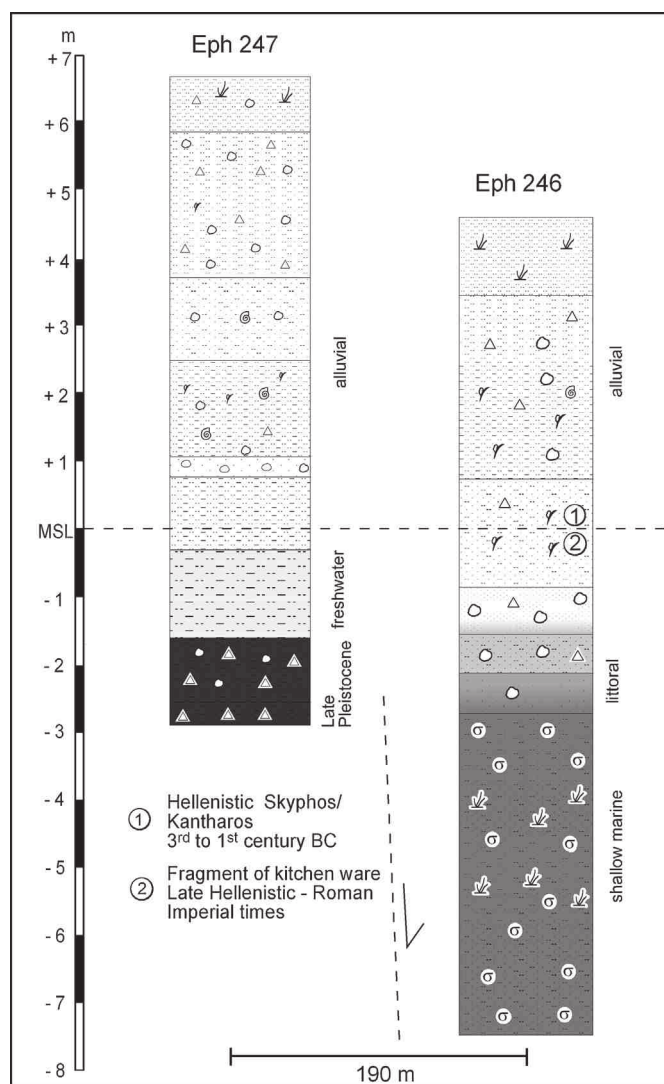 m
+7
+6
+5
+4
+3
+2
+1
MSL
-1
-2
-3
-4
-5
-6
-7
-8
Eph 247
alluvial
freshwater
Late
Pleistocene
Eph 246
alluvial
1
2
littoral
shallow marine
σ σ
σ σ
σ σ
σ
σ
σ σ
σ σ
1 Hellenistic Skyphos/
Kantharos
3rd to 1st century BC
2 Fragment of kitchen ware
Late Hellenistic - Roman
Imperial times
190 m